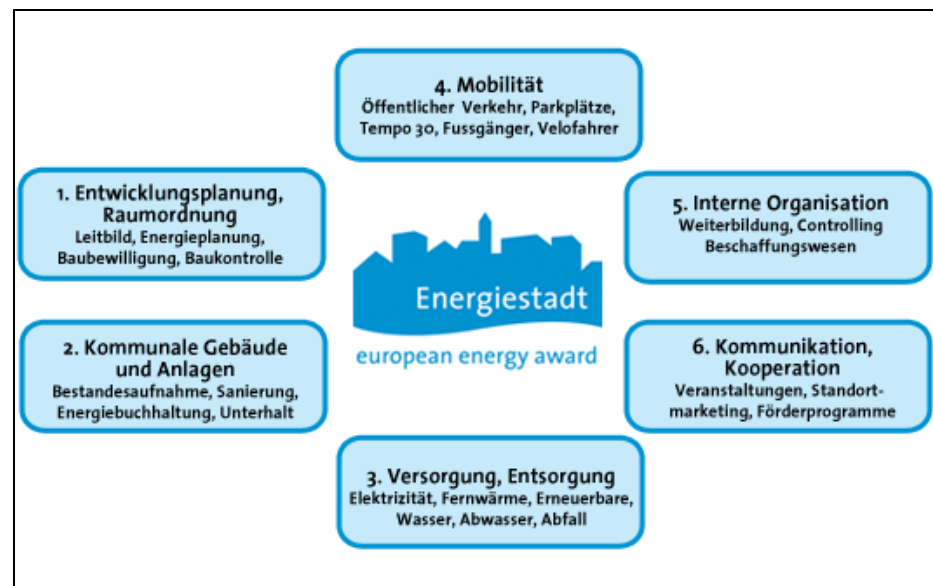 4. Mobilität
Öffentlicher Verkehr, Parkplätze,
Tempo 30, Fussgänger, Velofahrer
1. Entwicklungsplanung,
Raumordnung
Leitbild, Energieplanung,
Baubewilligung, Baukontrolle
5. Interne Organisation
Weiterbildung, Controlling
Beschaffungswesen
Energiestadt
european energy award
2. Kommunale Gebäude
und Anlagen
Bestandesaufnahme, Sanierung,
Energiebuchhaltung, Unterhalt
6. Kommunikation,
Kooperation
Veranstaltungen, Standort-
marketing, Förderprogramme
3. Versorgung, Entsorgung
Elektrizität, Fernwärme, Erneuerbare,
Wasser, Abwasser, Abfall